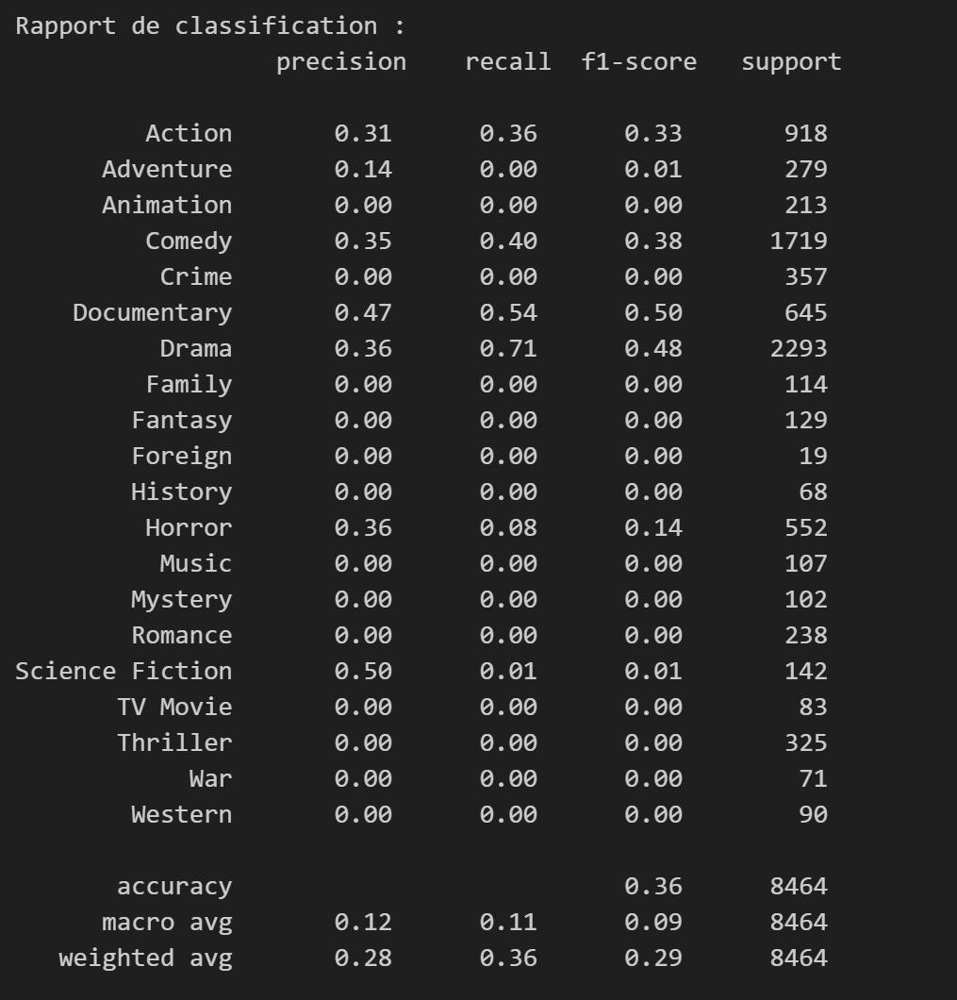 Rapport de classification :
precision recall f1-score support
Action 0.31 0.36 0.33 918
Adventure 0.14 0.00 0.01 279
Animation 0.00 0.00 0.00 213
Comedy 0.35 0.40 0.38 1719
Crime 0.00 0.00 0.00 357
Documentary 0.47 0.54 0.50 645
Drama 0.36 0.71 0.48 2293
Family 0.00 0.00 0.00 114
Fantasy 0.00 0.00 0.00 129
Foreign 0.00 0.00 0.00 19
History 0.00 0.00 0.00 68
Horror 0.36 0.08 0.14 552
Music 0.00 0.00 0.00 107
Mystery 0.00 0.00 0.00 102
Romance 0.00 0.00 0.00 238
Science Fiction 0.50 0.01 0.01 142
TV Movie 0.00 0.00 0.00 83
Thriller 0.00 0.00 0.00 325
War 0.00 0.00 0.00 71
Western 0.00 0.00 0.00 90
accuracy 0.36 8464
macro avg 0.12 0.11 0.09 8464
weighted avg 0.28 0.36 0.29 8464